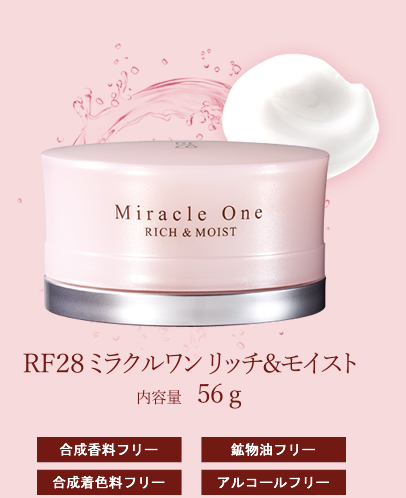 Miracle One
RICH & MOIST
RF28 ミラクルワン リッチ&モイスト
内容量 56g
合成香料フリー 鉱物油フリー
合成着色料フリー アルコールフリー